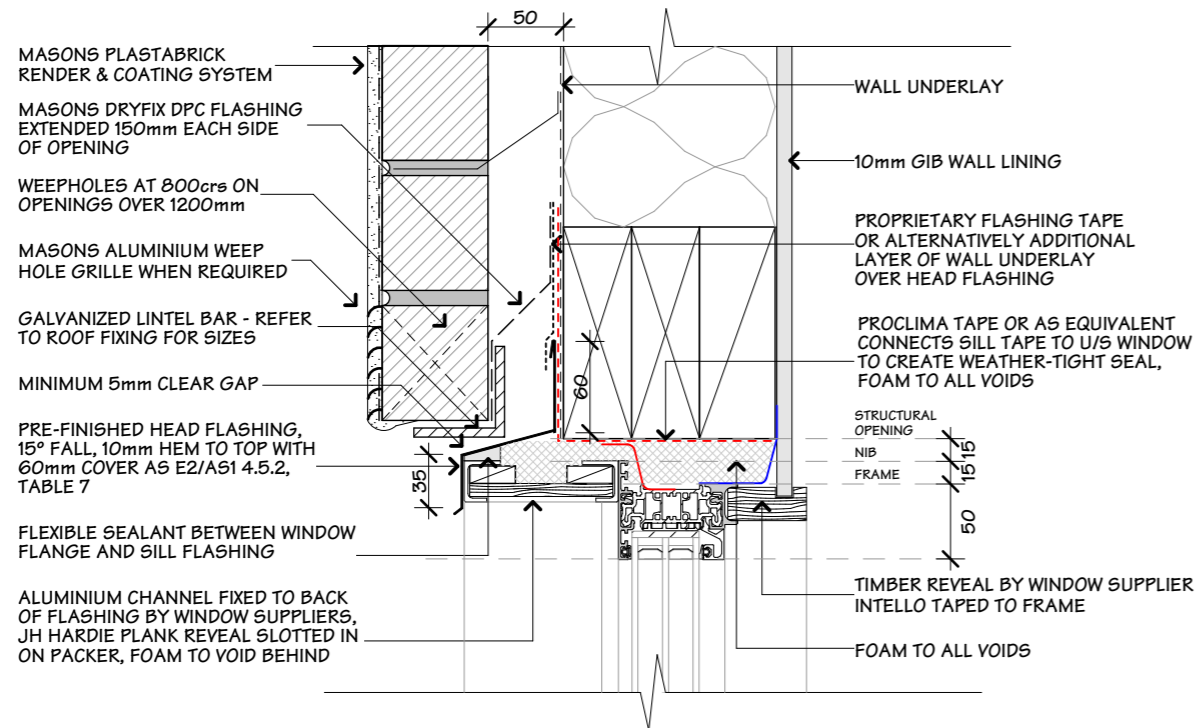 50
MASONS PLASTABRICK
RENDER & COATING SYSTEM
MASONS DRYFIX DPC FLASHING
EXTENDED 150mm EACH SIDE
OF OPENING
WEEPHOLES AT 800crs ON
OPENINGS OVER 1200mm
MASONS ALUMINIUM WEEP
HOLE GRILLE WHEN REQUIRED
GALVANIZED LINTEL BAR - REFER
TO ROOF FIXING FOR SIZES
MINIMUM 5mm CLEAR GAP
PRE-FINISHED HEAD FLASHING,
15° FALL, 10mm HEM TO TOP WITH
60mm COVER AS E2/AS1 4.5.2,
TABLE 7
FLEXIBLE SEALANT BETWEEN WINDOW
FLANGE AND SILL FLASHING
ALUMINIUM CHANNEL FIXED TO BACK
OF FLASHING BY WINDOW SUPPLIERS,
JH HARDIE PLANK REVEAL SLOTTED IN
ON PACKER, FOAM TO VOID BEHIND
35
60
WALL UNDERLAY
10mm GIB WALL LINING
PROPRIETARY FLASHING TAPE
OR ALTERNATIVELY ADDITIONAL
LAYER OF WALL UNDERLAY
OVER HEAD FLASHING
PROCLIMA TAPE OR AS EQUIVALENT
CONNECTS SILL TAPE TO U/S WINDOW
TO CREATE WEATHER-TIGHT SEAL,
FOAM TO ALL VOIDS
STRUCTURAL
OPENING
NIB
FRAME
15
15
50
TIMBER REVEAL BY WINDOW SUPPLIER
INTELLO TAPED TO FRAME
FOAM TO ALL VOIDS